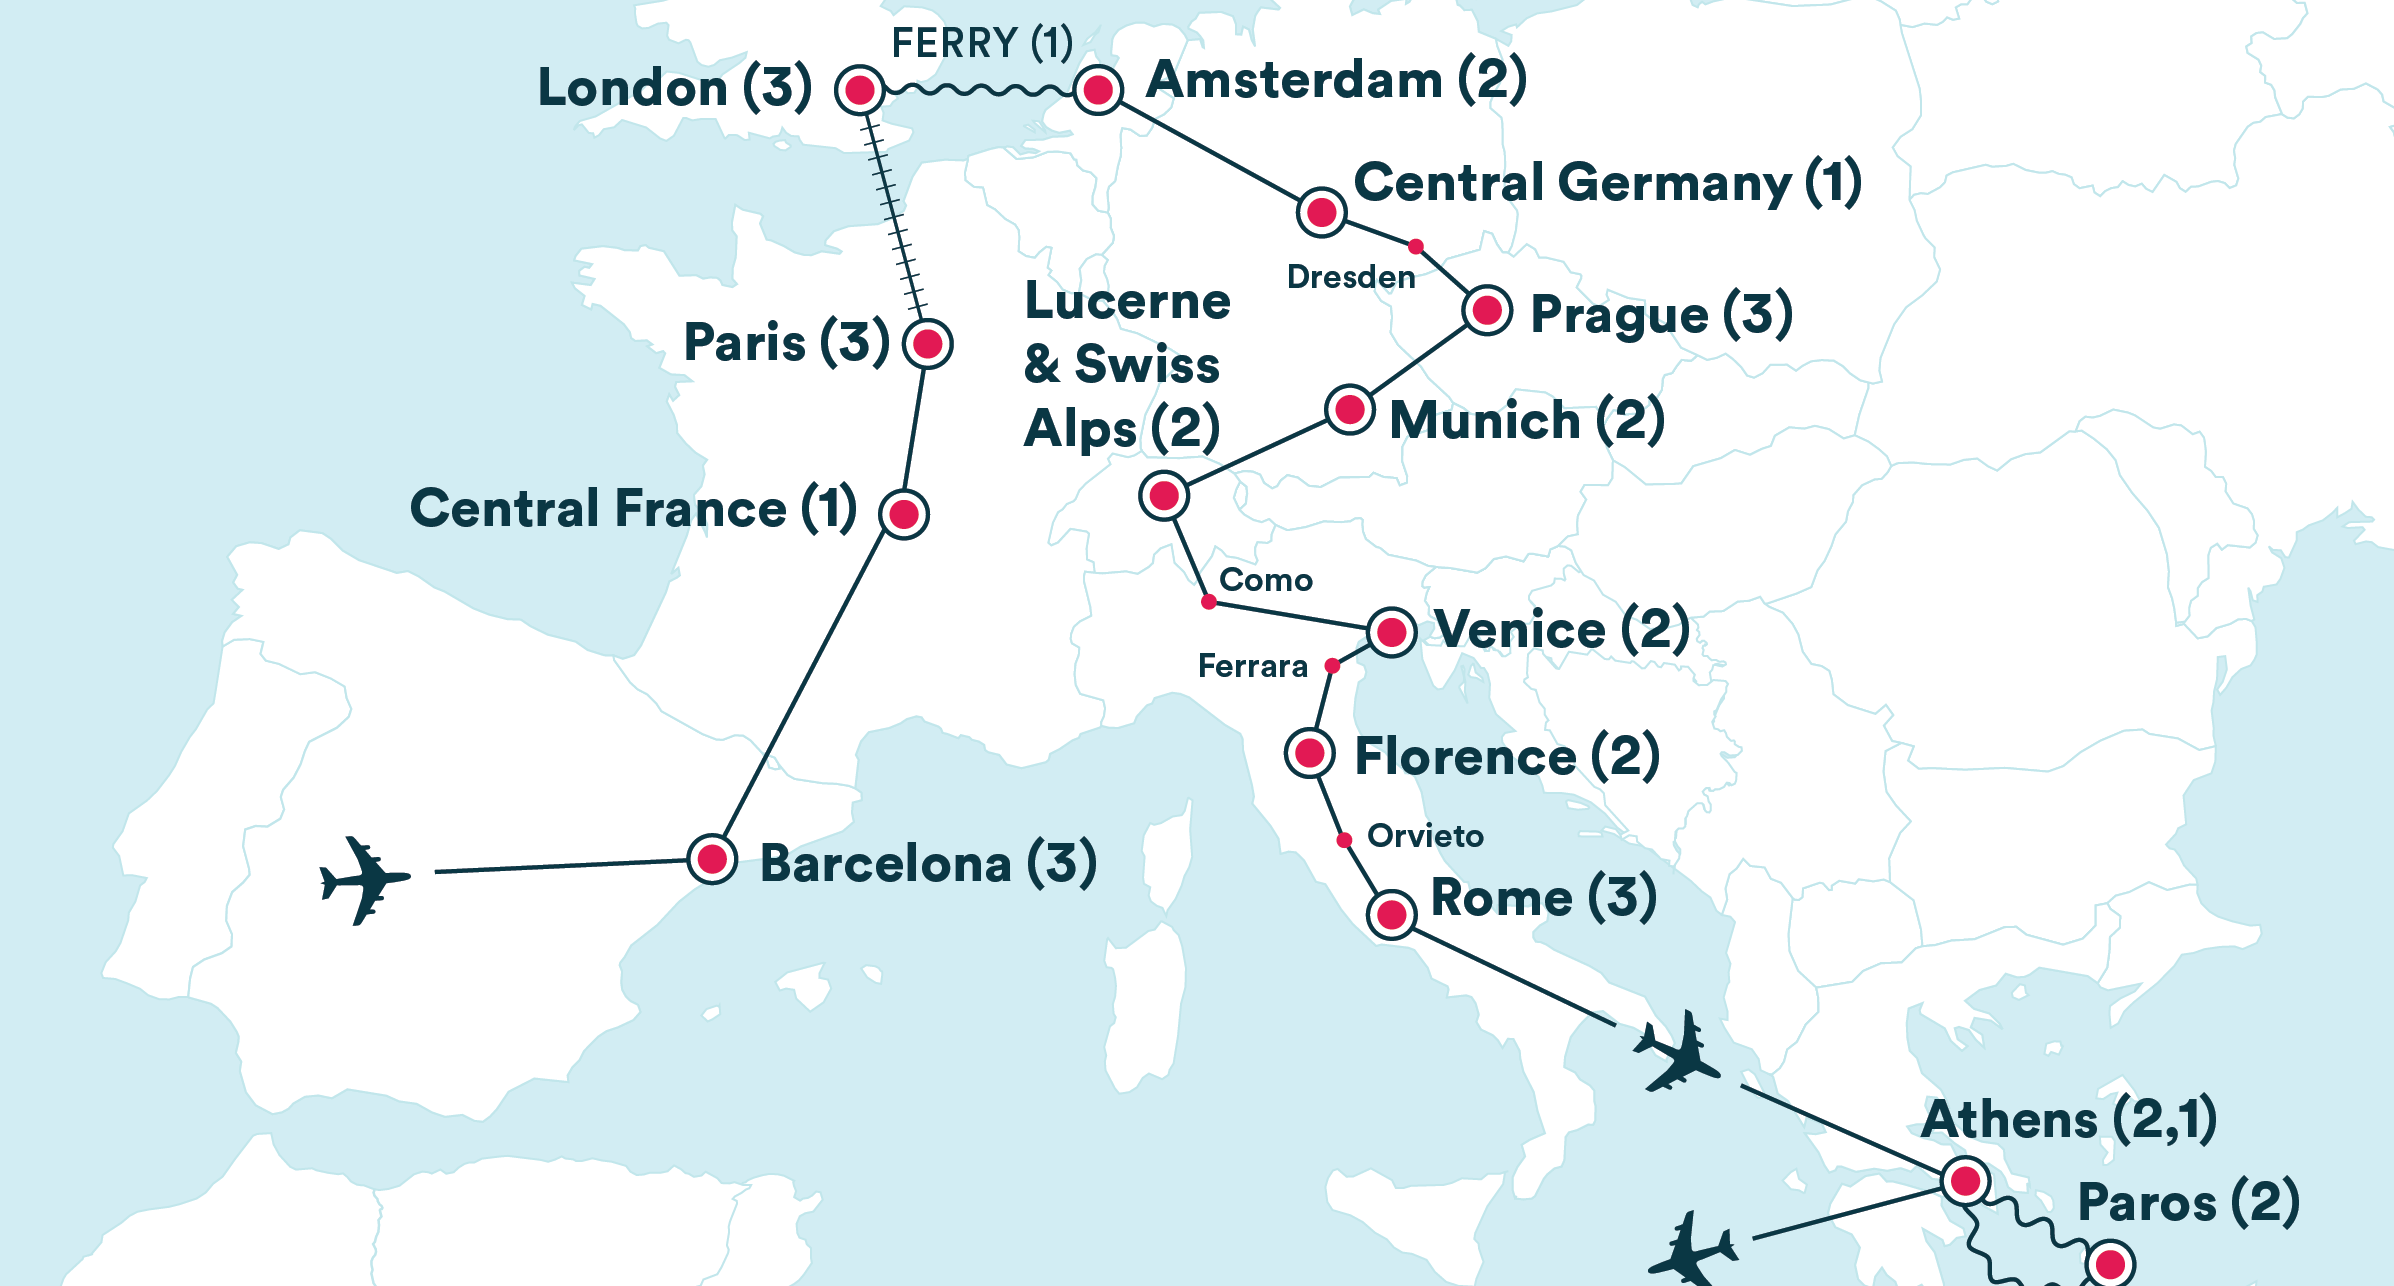 FERRY (1)
London (3)
Amsterdam (2)
Central Germany (1)
Dresden
Lucerne
& Swiss
Alps (2)
Prague (3)
Paris (3)
Munich (2)
Central France (1)
Como
Venice (2)
Ferrara
Florence (2)
Orvieto
Barcelona (3)
Rome (3)
Athens (2,1)
Paros (2)